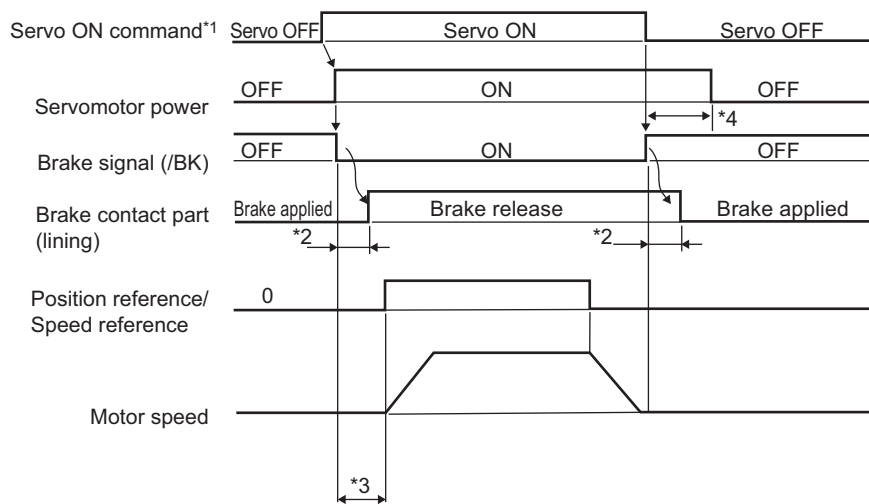 Servo ON command*1 Servo OFF Servo ON Servo OFF
Servomotor power OFF ON OFF
*4
Brake signal (/BK) OFF ON OFF
Brake contact part
(lining)
Brake applied Brake release Brake applied
*2 *2
Position reference/
Speed reference
0
Motor speed
*3